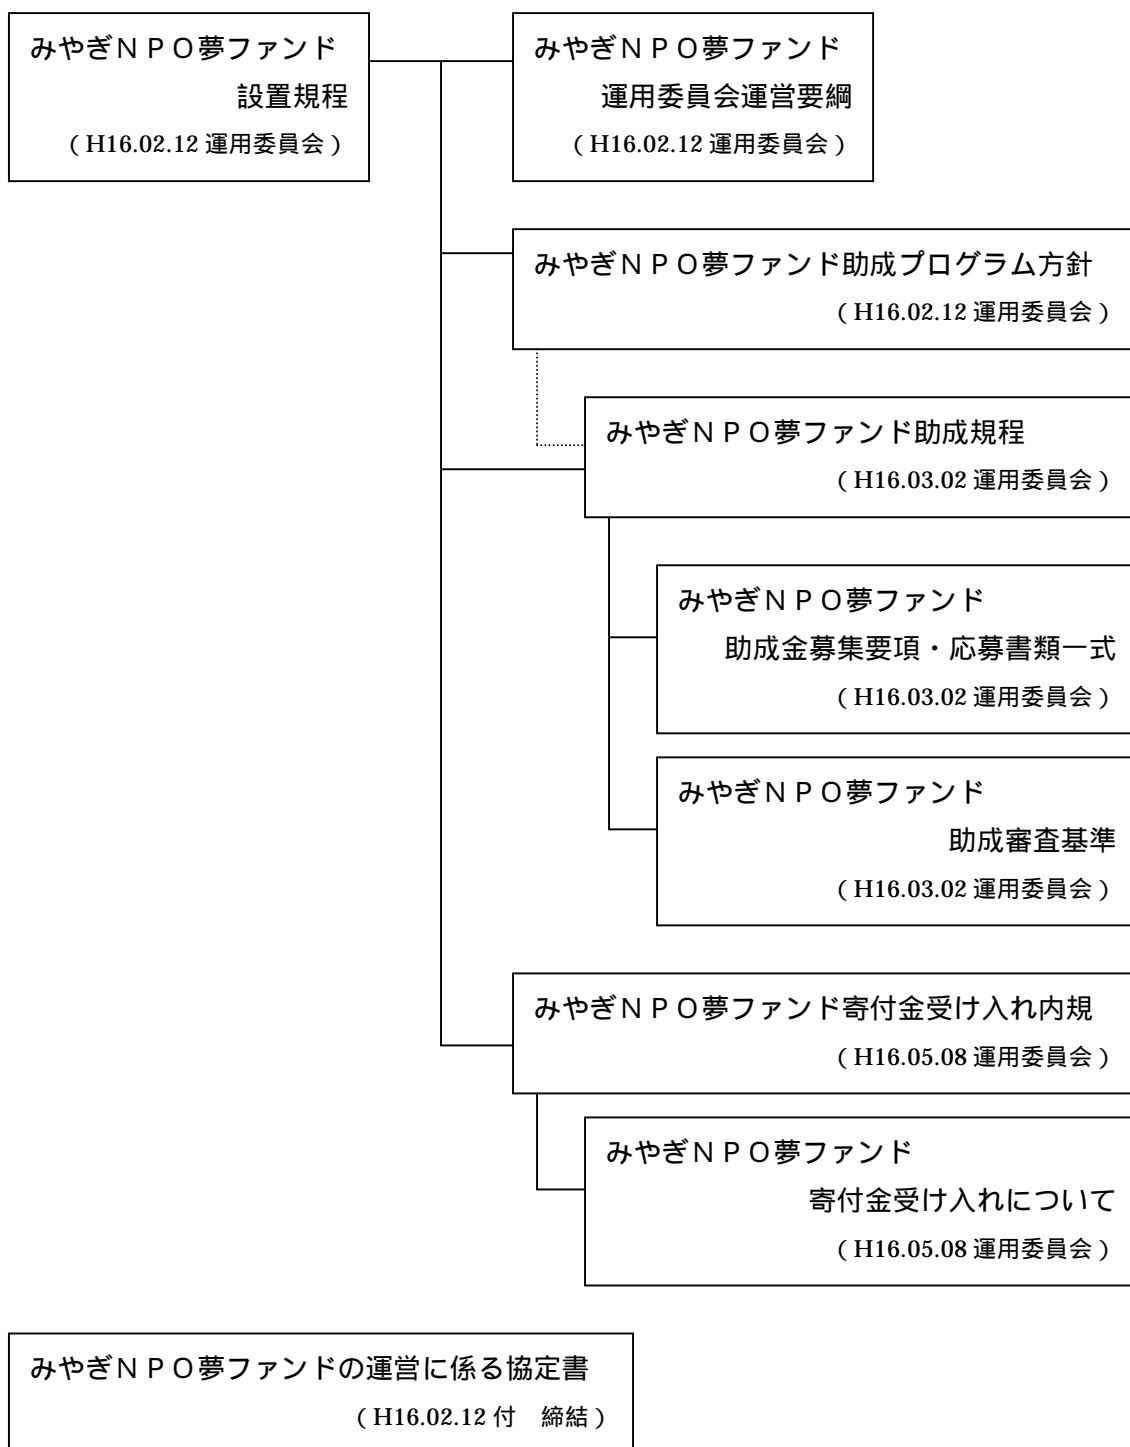 みやぎＮＰＯ夢ファンド
設置規程
（H16.02.12 運用委員会）
みやぎＮＰＯ夢ファンド
運用委員会運営要綱
（H16.02.12 運用委員会）
みやぎＮＰＯ夢ファンド助成プログラム方針
（H16.02.12 運用委員会）
みやぎＮＰＯ夢ファンド助成規程
（H16.03.02 運用委員会）
みやぎＮＰＯ夢ファンド
助成金募集要項・応募書類一式
（H16.03.02 運用委員会）
みやぎＮＰＯ夢ファンド
助成審査基準
（H16.03.02 運用委員会）
みやぎＮＰＯ夢ファンド寄付金受け入れ内規
（H16.05.08 運用委員会）
みやぎＮＰＯ夢ファンド
寄付金受け入れについて
（H16.05.08 運用委員会）
みやぎＮＰＯ夢ファンドの運営に係る協定書
（H16.02.12 付　締結）